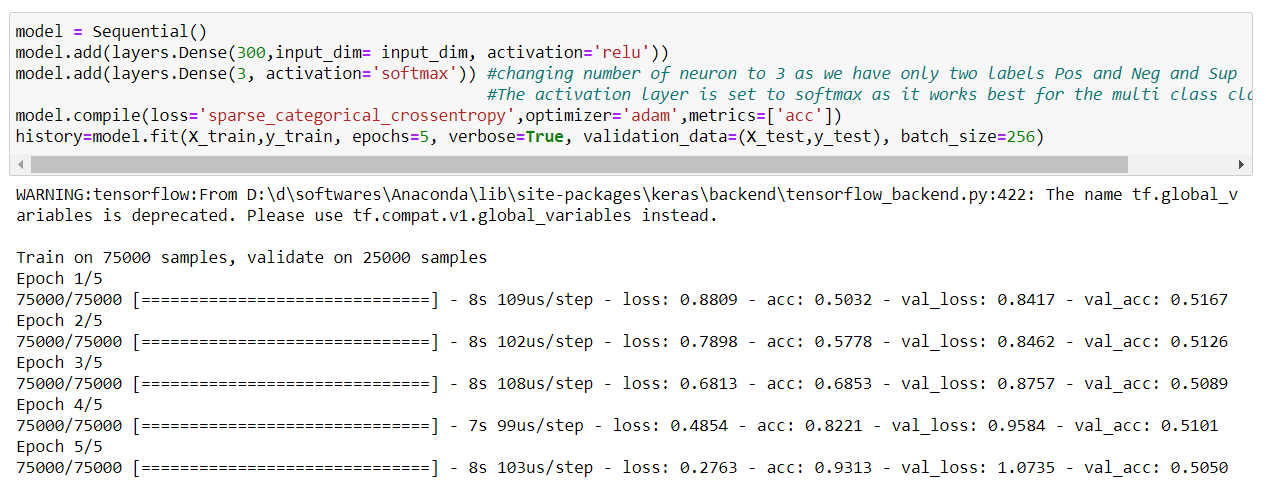 model = Sequential()
model.add(layers.Dense(300,input_dim= input_dim, activation='relu'))
model.add(layers.Dense(3, activation='softmax')) #changing number of neuron to 3 as we have only two labels Pos and Neg and Sup
#The activation layer is set to softmax as it works best for the multi class
model.compile(loss='sparse_categorical_crossentropy',optimizer='adam',metrics=['acc'])
history=model.fit(X_train,y_train, epochs=5, verbose=True, validation_data=(X_test,y_test), batch_size=256)
WARNING:tensorflow:From D:\d\softwares\Anaconda\lib\site-packages\keras\backend\tensorflow_backend.py:422: The name tf.global_v
ariables is deprecated. Please use tf.compat.v1.global_variables instead.
Train on 75000 samples, validate on 25000 samples
Epoch 1/5
75000/75000 [==============================] - 8s 109us/step - loss: 0.8809 - acc: 0.5032 - val_loss: 0.8417 - val_acc: 0.5167
Epoch 2/5
75000/75000 [==============================] - 8s 102us/step - loss: 0.7898 - acc: 0.5778 - val_loss: 0.8462 - val_acc: 0.5126
Epoch 3/5
75000/75000 [==============================] - 8s 108us/step - loss: 0.6813 - acc: 0.6853 - val_loss: 0.8757 - val_acc: 0.5089
Epoch 4/5
75000/75000 [==============================] - 7s 99us/step - loss: 0.4854 - acc: 0.8221 - val_loss: 0.9584 - val_acc: 0.5101
Epoch 5/5
75000/75000 [==============================] - 8s 103us/step - loss: 0.2763 - acc: 0.9313 - val_loss: 1.0735 - val_acc: 0.5050